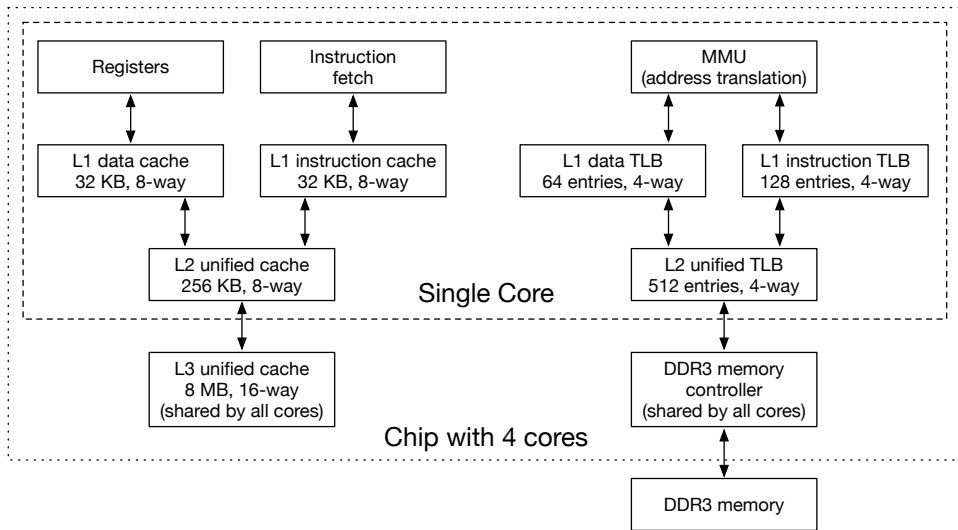 Registers
Instruction
fetch
MMU
(address translation)
L1 data cache
32 KB, 8-way
L1 instruction cache
32 KB, 8-way
L1 data TLB
64 entries, 4-way
L1 instruction TLB
128 entries, 4-way
L2 unified cache
256 KB, 8-way
L2 unified TLB
512 entries, 4-way
Single Core
L3 unified cache
8 MB, 16-way
(shared by all cores)
DDR3 memory
controller
(shared by all cores)
Chip with 4 cores
DDR3 memory